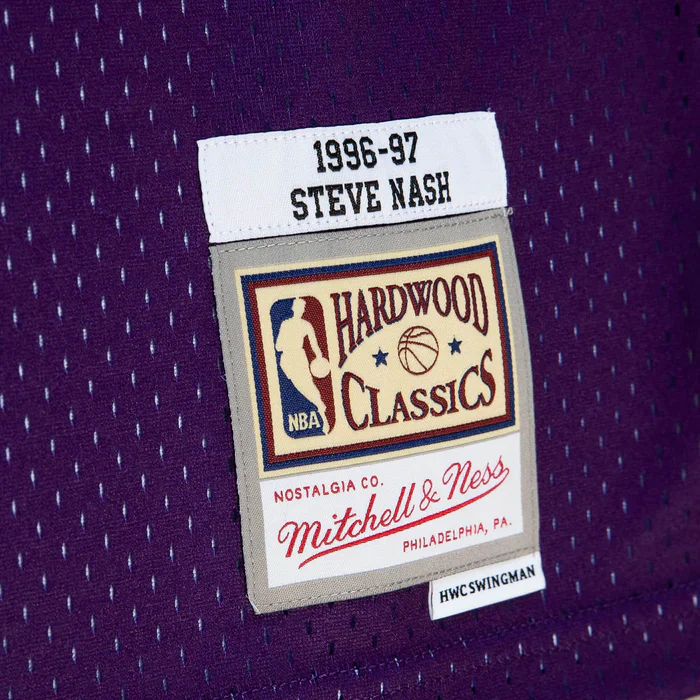 1996-97
STEVE NASH
HARDWOOD
CLASSICS
NBA
NOSTALGIA CO.
Mitchell & Ness
PHILADELPHIA, PA.
HWCSWINGMAN